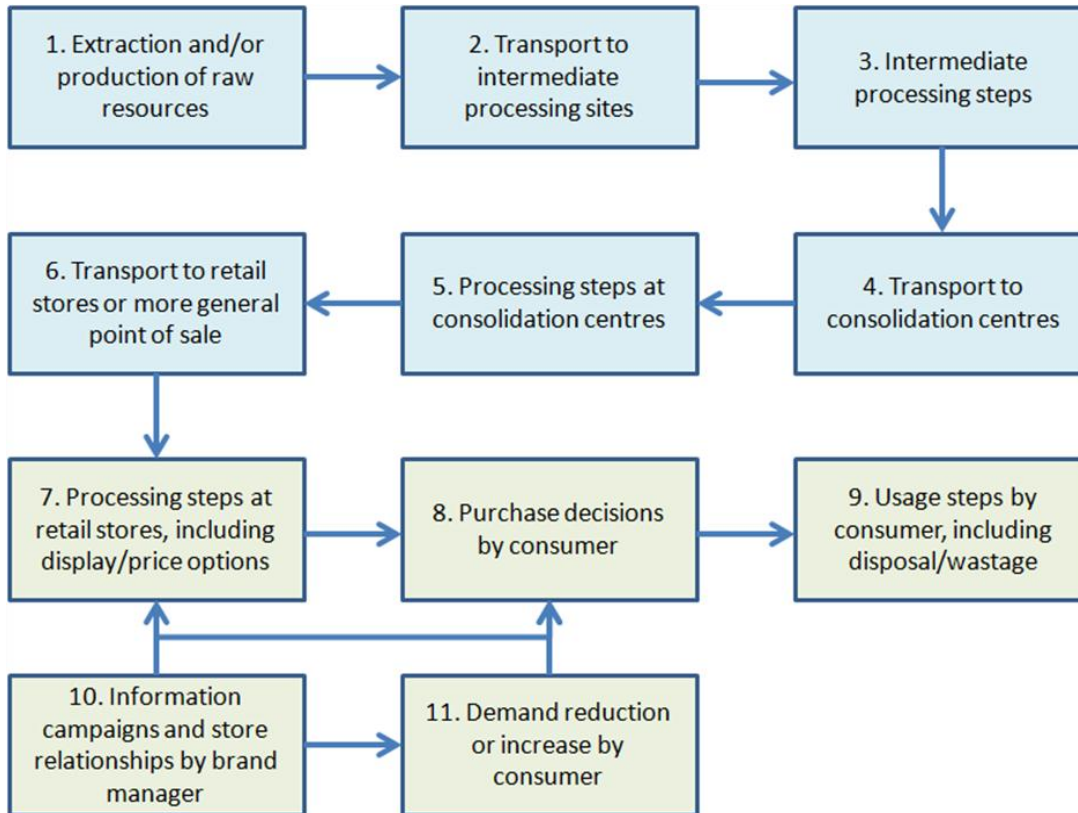 1. Extraction and/or
production of raw
resources
2. Transport to
intermediate
processing sites
3. Intermediate
processing steps
6. Transport to retail
stores or more general
point of sale
5. Processing steps at
consolidation centres
4. Transport to
consolidation centres
7. Processing steps at
retail stores, including
display/price options
8. Purchase decisions
by consumer
9. Usage steps by
consumer, including
disposal/wastage
10. Information
campaigns and store
relationships by brand
manager
11. Demand reduction
or increase by
consumer